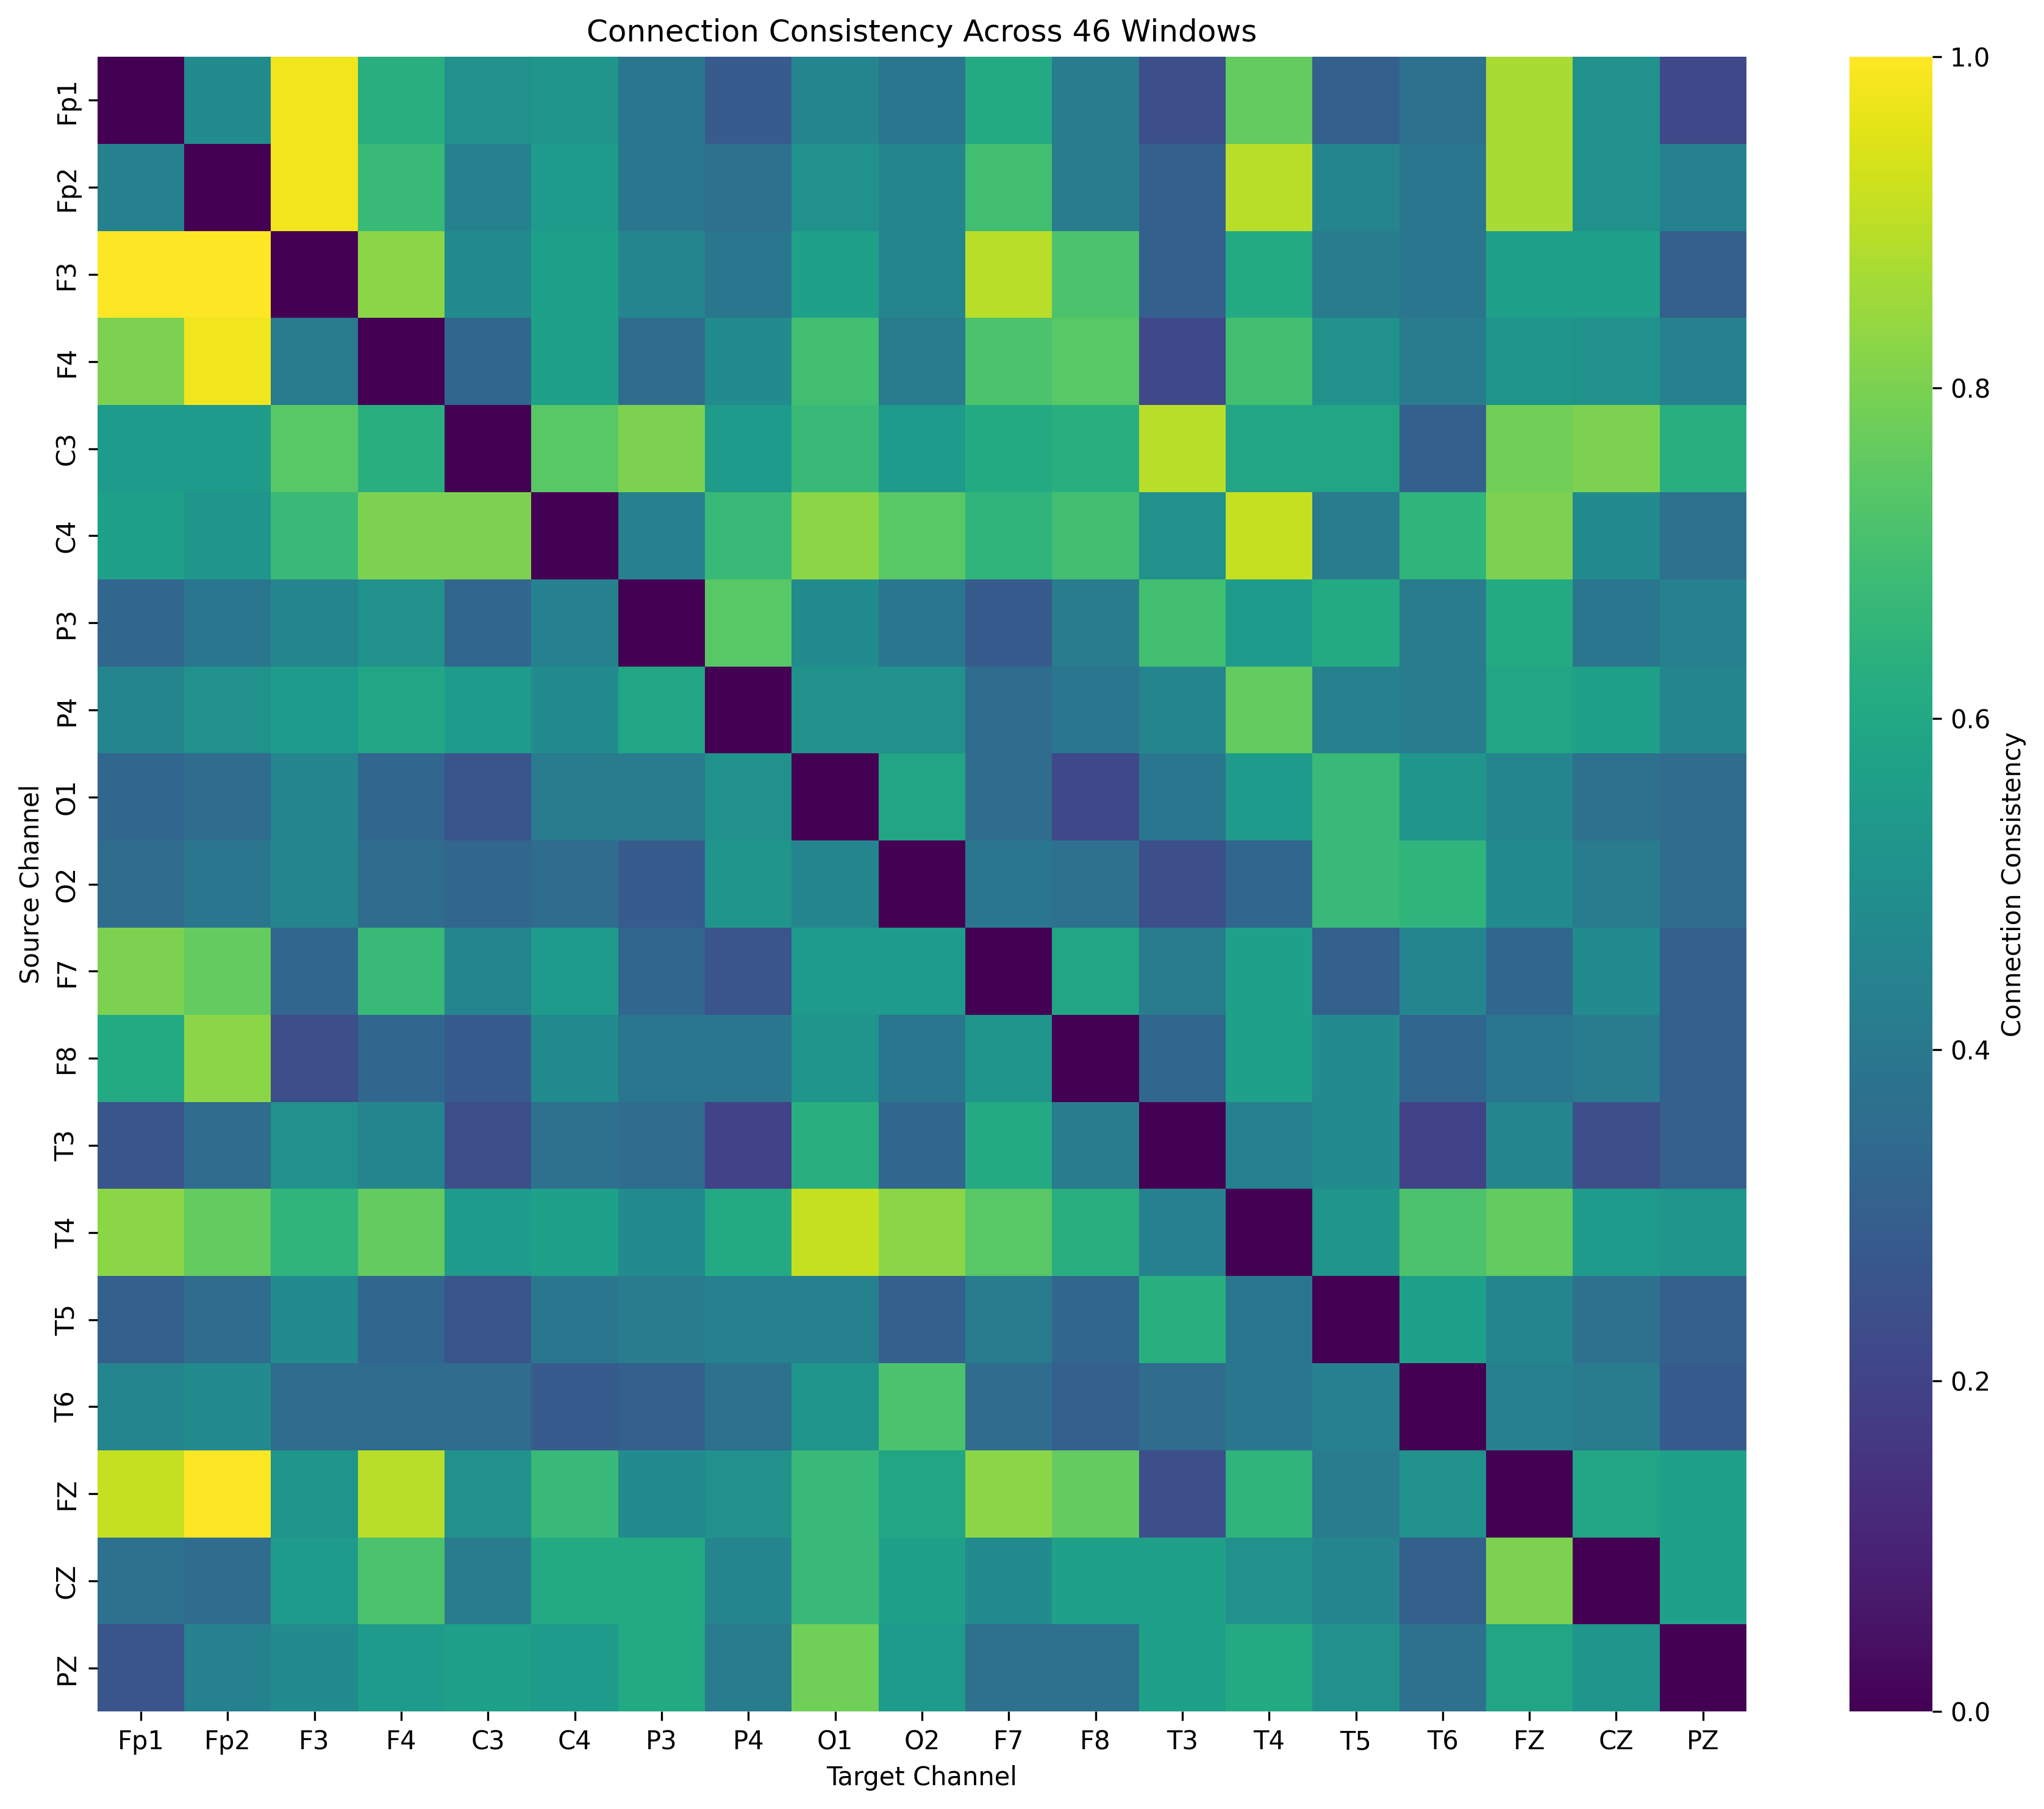 Connection Consistency Across 46 Windows
Source Channel
Fp1
Fp2
F3
F4
C3
C4
P3
P4
O1
O2
F7
F8
T3
T4
T5
T6
FZ
CZ
PZ
Fp1 Fp2 F3 F4 C3 C4 P3 P4 O1 O2 F7 F8 T3 T4 T5 T6 FZ CZ PZ
Target Channel
1.0
0.8
0.6
0.4
0.2
0.0
Connection Consistency